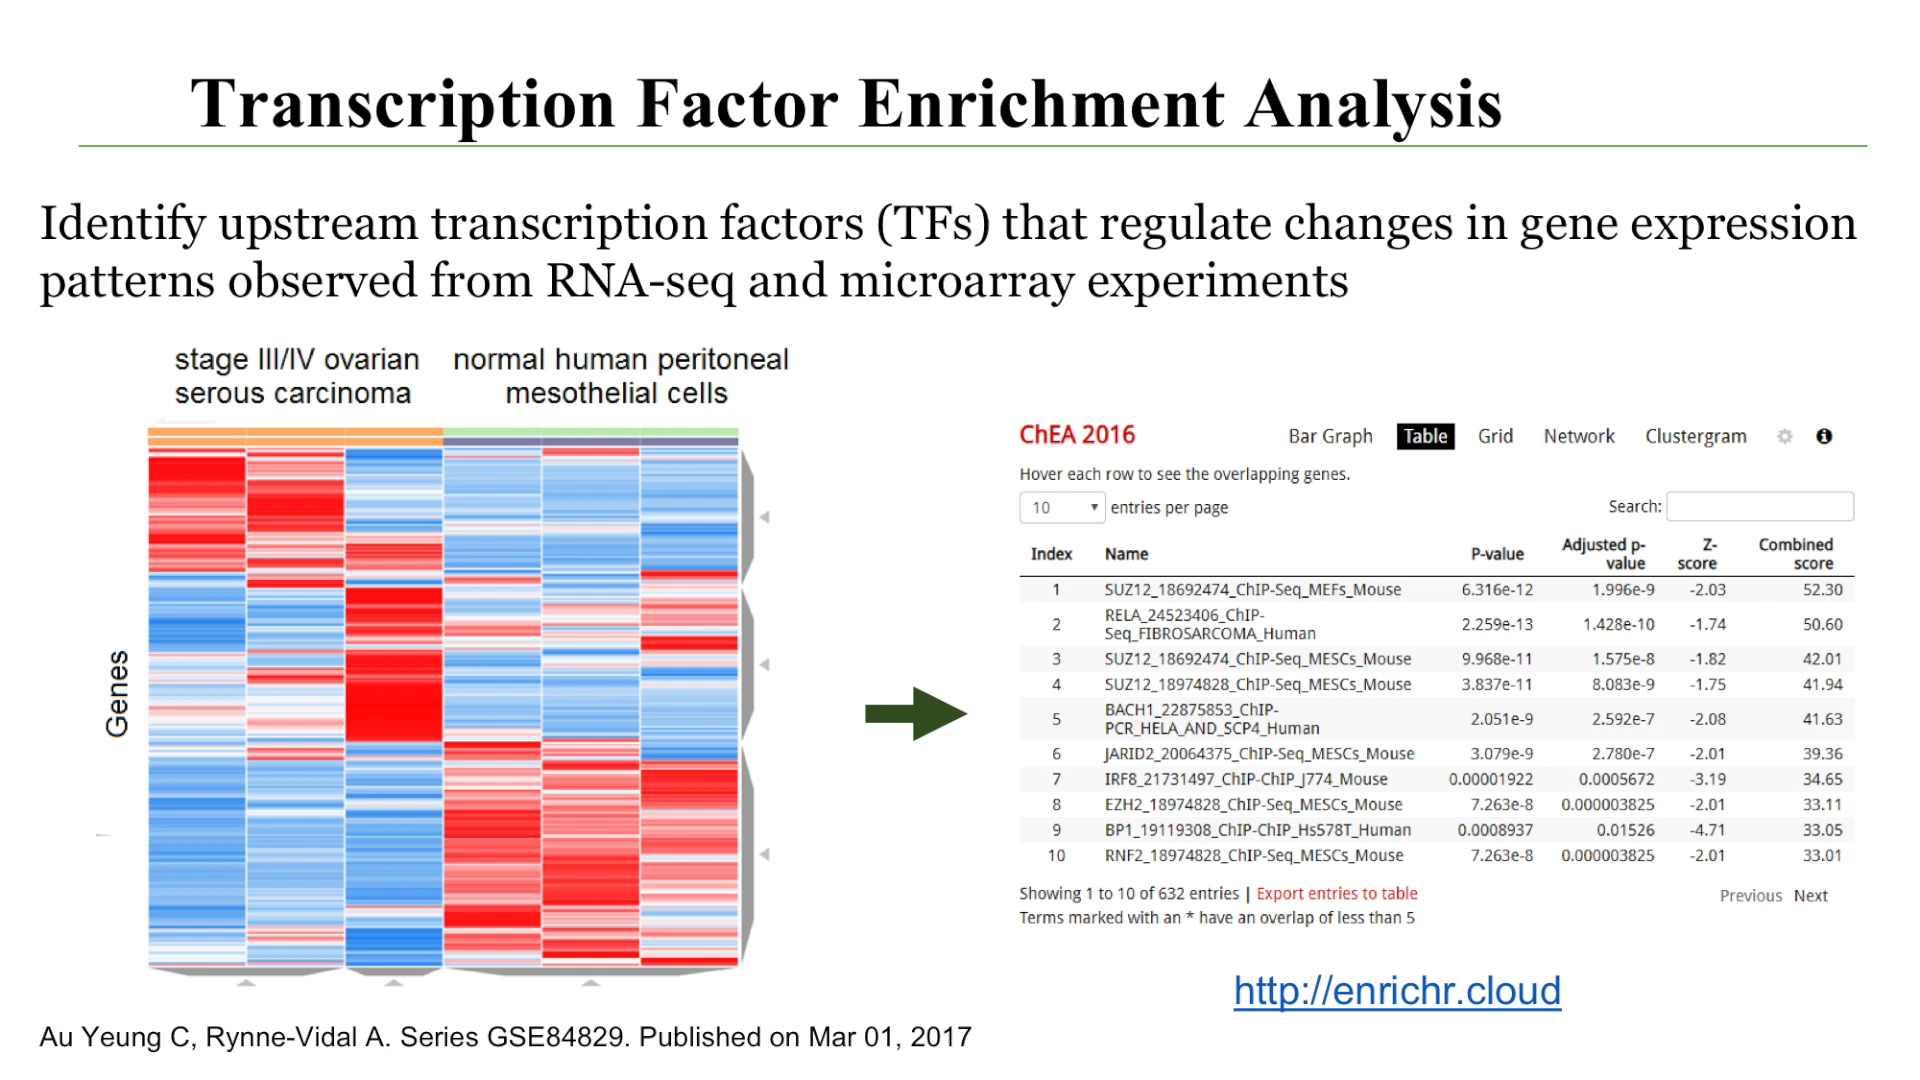 Transcription Factor Enrichment Analysis
Identify upstream transcription factors (TFs) that regulate changes in gene expression
patterns observed from RNA-seq and microarray experiments
stage III/IV ovarian
serous carcinoma
normal human peritoneal
mesothelial cells
Genes
ChEA 2016
Bar Graph Table Grid Network Clustergram
Hover each row to see the overlapping genes.
10 entries per page
Search:
Index Name P-value Adjusted p-value Z-score Combined score
1 SUZ12_18692474_ChIP-Seq_MEFs_Mouse 6.316e-12 1.996e-9 -2.03 52.30
2 RELA_24523406_ChIP-
Seq_FIBROSARCOMA_Human 2.259e-13 1.428e-10 -1.74 50.60
3 SUZ12_18692474_ChIP-Seq_MESCs_Mouse 9.968e-11 1.575e-8 -1.82 42.01
4 SUZ12_18974828_ChIP-Seq_MESCs_Mouse 3.837e-11 8.083e-9 -1.75 41.94
5 BACH1_22875853_ChIP-
PCR_HELA_AND_SCP4_Human 2.051e-9 2.592e-7 -2.08 41.63
6 JARID2_20064375_ChIP-Seq_MESCs_Mouse 3.079e-9 2.780e-7 -2.01 39.36
7 IRF8_21731497_ChIP-ChIP_J774_Mouse 0.00001922 0.0005672 -3.19 34.65
8 EZH2_18974828_ChIP-Seq_MESCs_Mouse 7.263e-8 0.000003825 -2.01 33.11
9 BP1_19119308_ChIP-ChIP_Hs578T_Human 0.0008937 0.01526 -4.71 33.05
10 RNF2_18974828_ChIP-Seq_MESCs_Mouse 7.263e-8 0.000003825 -2.01 33.01
Showing 1 to 10 of 632 entries | Export entries to table
Previous Next
Terms marked with an * have an overlap of less than 5
http://enrichr.cloud
Au Yeung C, Rynne-Vidal A. Series GSE84829. Published on Mar 01, 2017